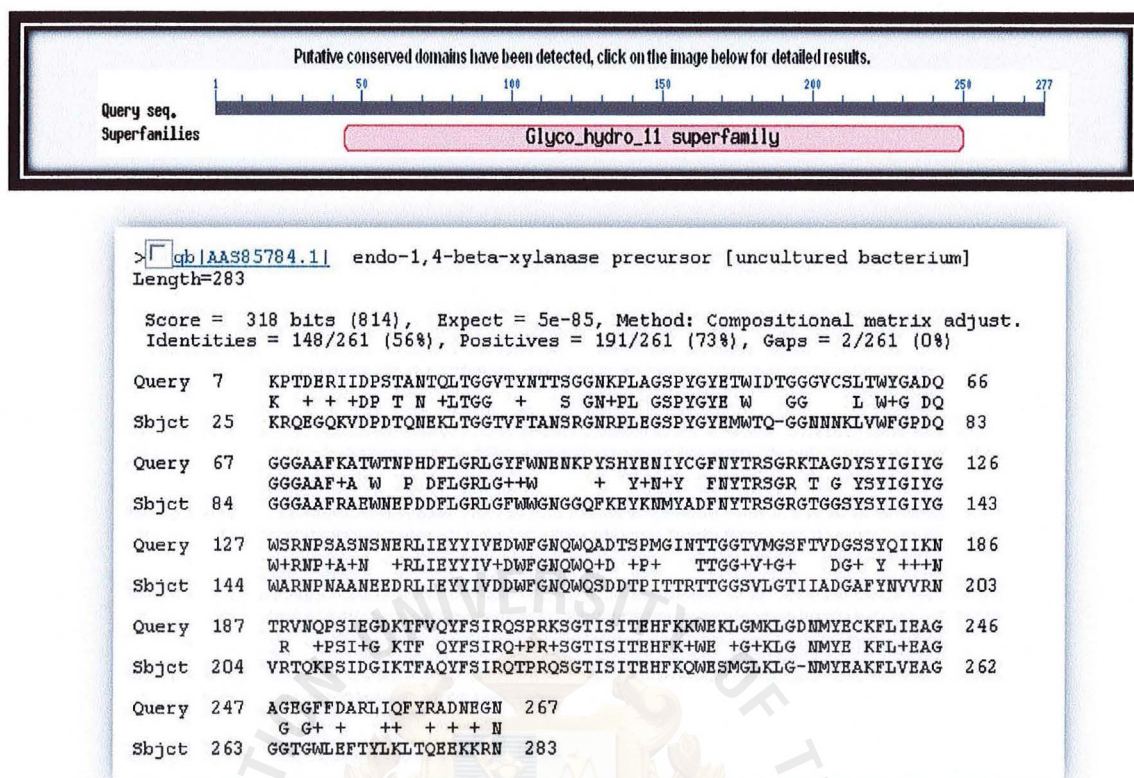 Putative conserved domains have been detected, click on the image below for detailed results.
1 50 100 150 200 250 277
Query seq.
Superfamilies Glyco_hydro_11 superfamily
>gb|AAS85784.1| endo-1,4-beta-xylanase precursor [uncultured bacterium]
Length=283
Score = 318 bits (814), Expect = 5e-85, Method: Compositional matrix adjust.
Identities = 148/261 (56%), Positives = 191/261 (73%), Gaps = 2/261 (0%)
Query 7 KPTDERIIDPSTANTQLTGGVTYNTTSGGNKPLAGSPYGYETWIDTGGGVCSLTWYGADQ 66
K + + +DP T N +LTGG + S GN+PL GSPYGYE W GG L W+G DQ
Sbjct 25 KRQEGQKVDPDTQNEKLTGGTVFTANSRGNRPLEGSPYGYEMWTQ-GGNNNKLVWFGPDQ 83
Query 67 GGGAAFKATWTNPHDFLGRLGYFWNENKPYSHYENIYCGFNYTRSGRKTAGDYSYIGIYG 126
GGGAAF+A W P DFLGRLG++W + Y+N+Y FNYTRSGR T G YSYIGIYG
Sbjct 84 GGGAAFRAEWNEPDDFLGRLGFWWGNGGQFKEYKNMYADFNYTRSGRGTGGSYSYIGIYG 143
Query 127 WSRNPSASNSNERLIEYYIVEDWFGNQWQADTSPMGINTTGGTVMGSFTVDGSSYQIIKN 186
W+RNP+A+N +RLIEYYIV+DWFGNQWQ+D +P+ TTGG+V+G+ DG+ Y +++N
Sbjct 144 WARNPNAANEEDRLIEYYIVDDWFGNQWQSDDTPITTRTTGGSVLGTIIADGAFYNVVRN 203
Query 187 TRVNQPSIEGDKTFVQYFSIRQSPRKSGTISITEHFKKWEKLGMKLGDNMYECKFLIEAG 246
R +PSI+G KTF QYFSIRQ+PR+SGTISITEHFK+WE +G+KLG NMYE KFL+EAG
Sbjct 204 VRTQKPSIDGIKTFAQYFSIRQTPRQSGTISITEHFKQWESMGLKLG-NMYEAKFLVEAG 262
Query 247 AGEGFFDARLIQFYRADNEGN 267
G G+ + ++ + + + N
Sbjct 263 GGTGWLEFTYLKLTQEEKKRN 283